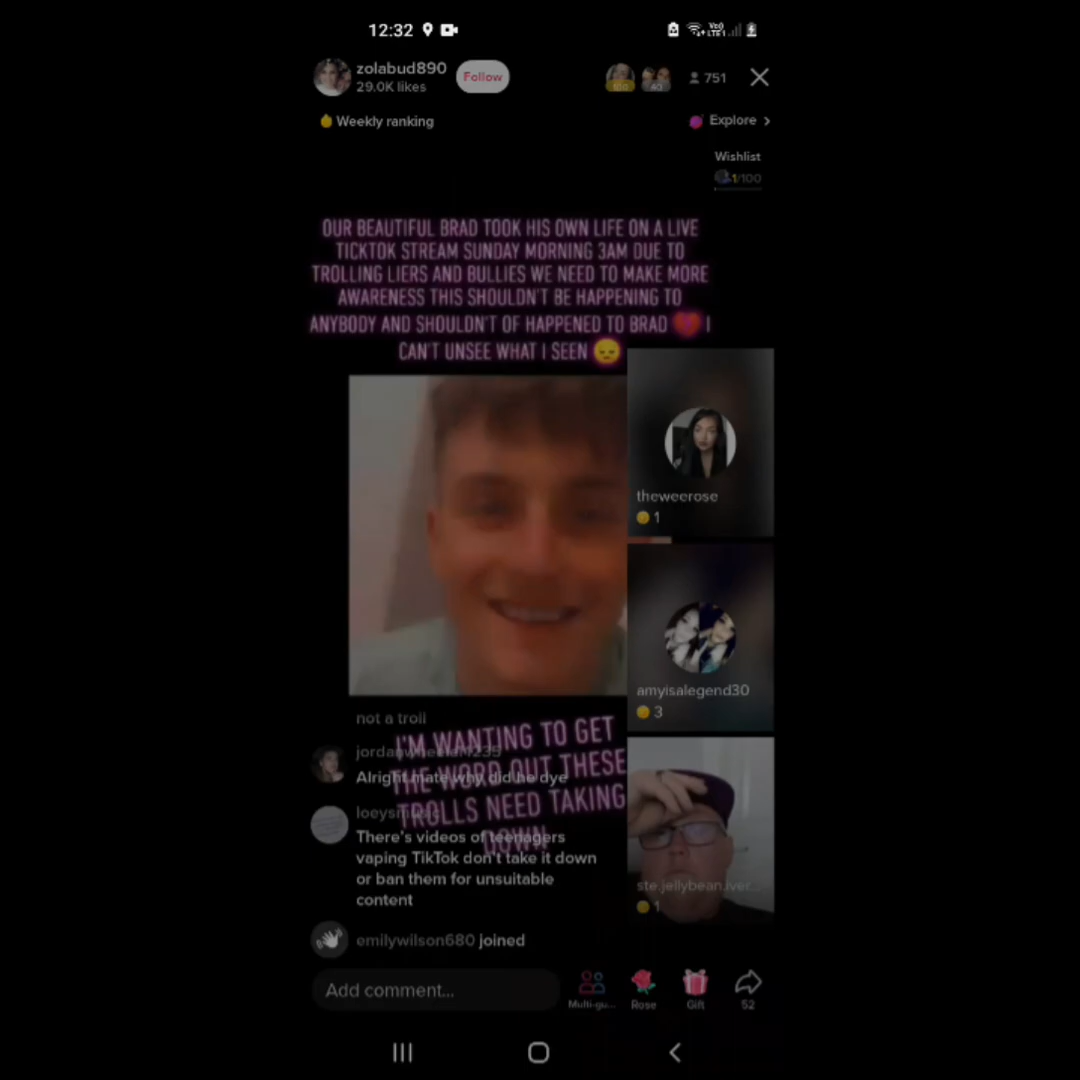 12:32
Vo)
LTE1
zolabud890
29.0K likes
Follow
100
40
751
Weekly ranking
Explore >
Wishlist
1/100
OUR BEAUTIFUL BRAD TOOK HIS OWN LIFE ON A LIVE
TICKTOK STREAM SUNDAY MORNING 3AM DUE TO
TROLLING LIERS AND BULLIES WE NEED TO MAKE MORE
AWARENESS THIS SHOULDN'T BE HAPPENING TO
ANYBODY AND SHOULDN'T OF HAPPENED TO BRAD 💔 I
CAN'T UNSEE WHAT I SEEN 😞
theweerose
1
amyisalegend30
3
ste.jellybean.iver...
1
I'M WANTING TO GET
THE WORD OUT THESE
TROLLS NEED TAKING
DOWN
not a troll
Alright mate why did he dye
There's videos of teenagers
vaping TikTok don't take it down
or ban them for unsuitable
content
emilywilson680 joined
Add comment...
Multi-gu...
Rose
Gift
52